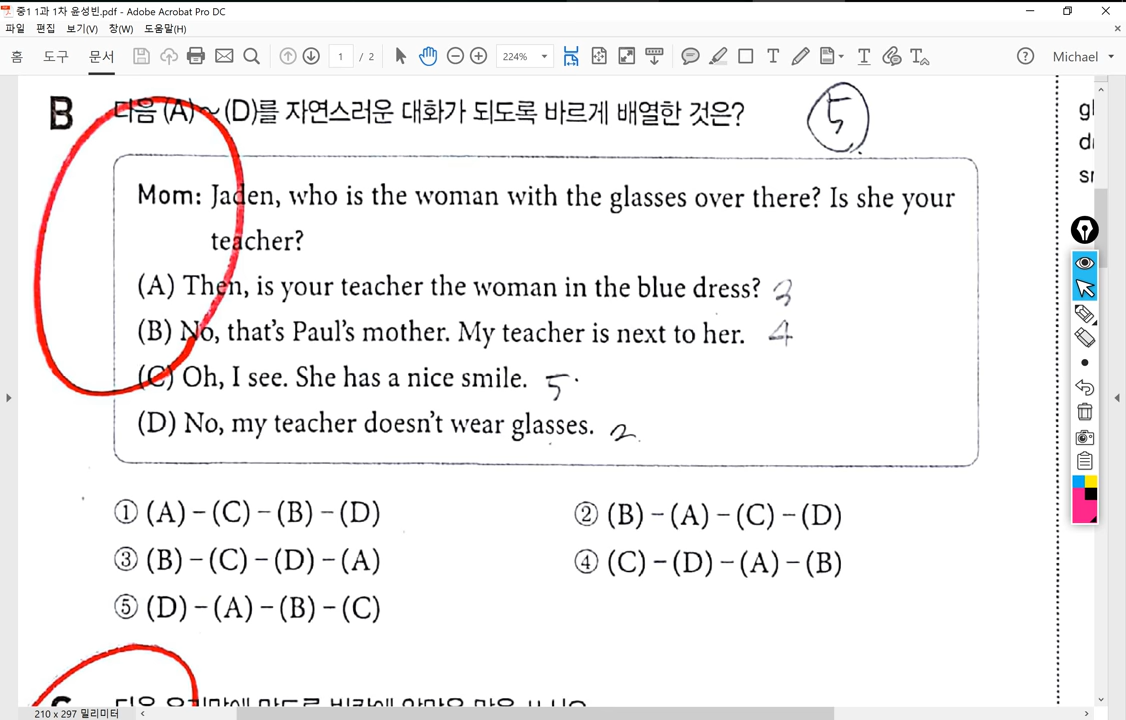 중1 1과 1차 윤성빈.pdf - Adobe Acrobat Pro DC
파일 편집 보기(V) 창(W) 도움말(H)
홈 도구 문서 1 / 2 224% Michael
B 다음 (A) ~ (D)를 자연스러운 대화가 되도록 바르게 배열한 것은? 5
Mom: Jaden, who is the woman with the glasses over there? Is she your
teacher?
(A) Then, is your teacher the woman in the blue dress? 3
(B) No, that's Paul's mother. My teacher is next to her. 4
(C) Oh, I see. She has a nice smile. 5
(D) No, my teacher doesn't wear glasses. 2
① (A) – (C) – (B) – (D) ② (B) – (A) – (C) – (D)
③ (B) – (C) – (D) – (A) ④ (C) – (D) – (A) – (B)
⑤ (D) – (A) – (B) – (C)
210 x 297 밀리미터